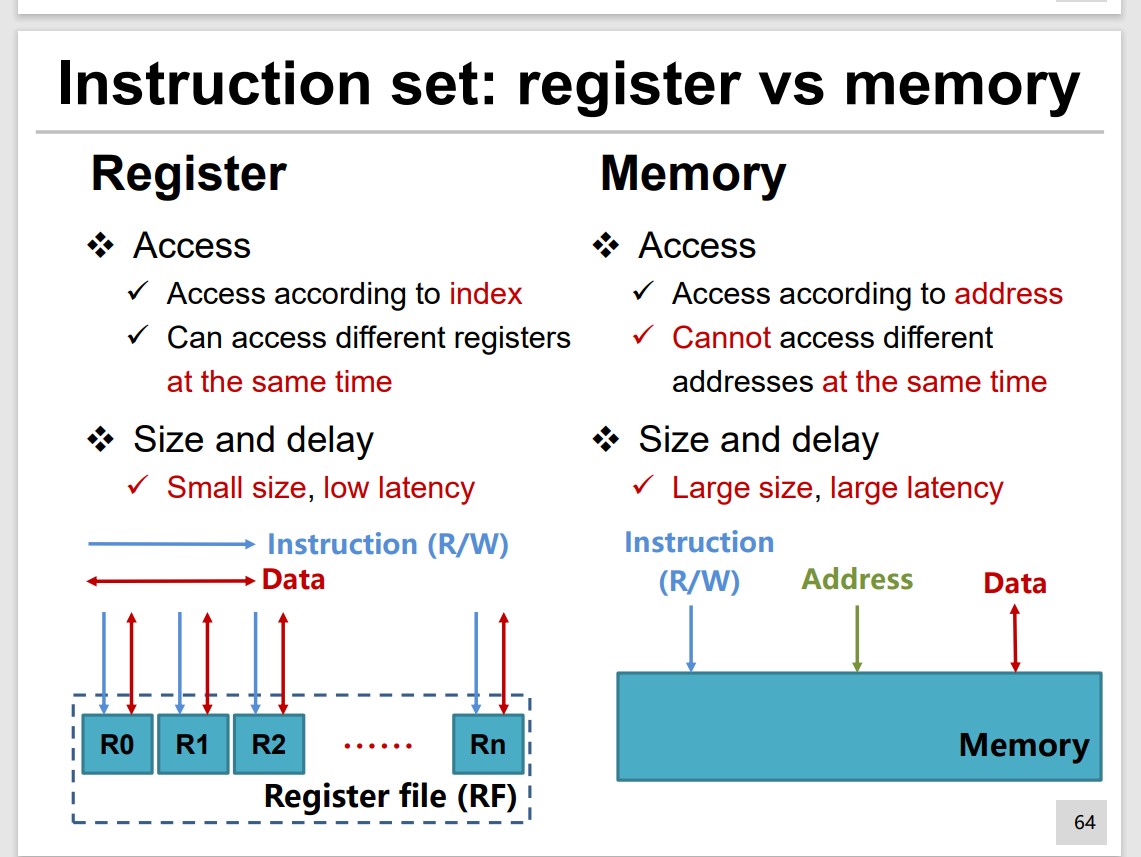 Instruction set: register vs memory
Register
❖ Access
✓ Access according to index
✓ Can access different registers
at the same time
❖ Size and delay
✓ Small size, low latency
Instruction (R/W)
Data
R0 R1 R2 ...... Rn
Register file (RF)
Memory
❖ Access
✓ Access according to address
✓ Cannot access different
addresses at the same time
❖ Size and delay
✓ Large size, large latency
Instruction
(R/W)
Address
Data
Memory
64